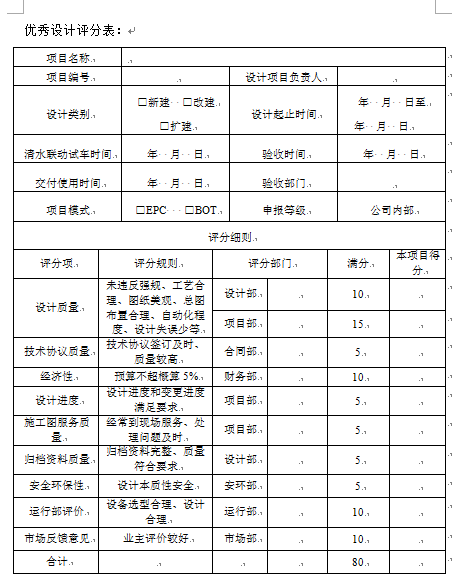 优秀设计评分表：
项目名称
项目编号 设计项目负责人
设计类别 □新建 □改建 □扩建 设计起止时间 年 月 日至 年 月 日
清水联动试车时间 年 月 日 验收时间 年 月 日
交付使用时间 年 月 日 验收部门
项目模式 □EPC □BOT 申报等级 公司内部
评分细则
评分项 评分规则 评分部门 满分 本项目得分
设计质量 未违反强规、工艺合理、图纸美观、总图布置合理、自动化程度、设计失误少等 设计部 10
项目部 15
技术协议质量 技术协议签订及时、质量较高 合同部 5
经济性 预算不超概算 5% 财务部 10
设计进度 设计进度和变更进度满足要求 项目部 5
施工图服务质量 经常到现场服务、处理问题及时 项目部 5
归档资料质量 归档资料完整、质量符合要求 设计部 5
安全环保性 设计本质性安全 安环部 5
运行部评价 设备选型合理、设计合理 运行部 10
市场反馈意见 业主评价较好 市场部 10
合计 80